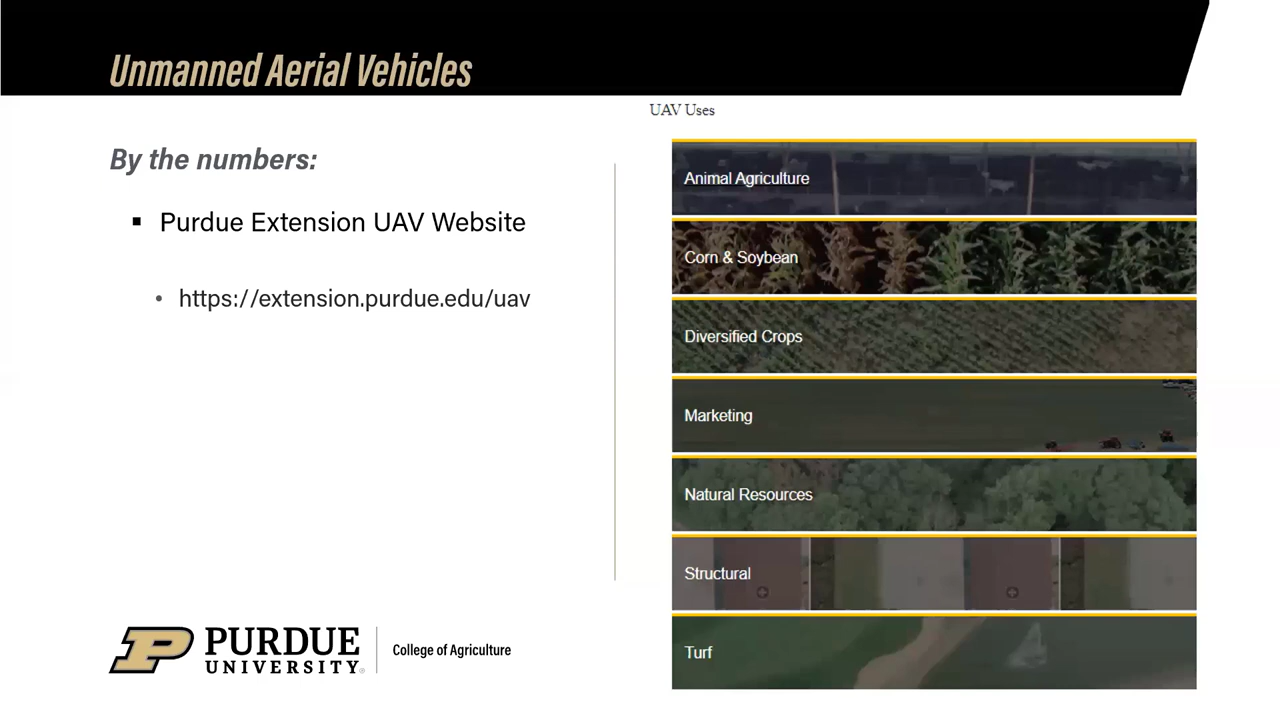 Unmanned Aerial Vehicles
By the numbers:
▪ Purdue Extension UAV Website
• https://extension.purdue.edu/uav
UAV Uses
Animal Agriculture
Corn & Soybean
Diversified Crops
Marketing
Natural Resources
Structural
Turf
P PURDUE
UNIVERSITY®
College of Agriculture